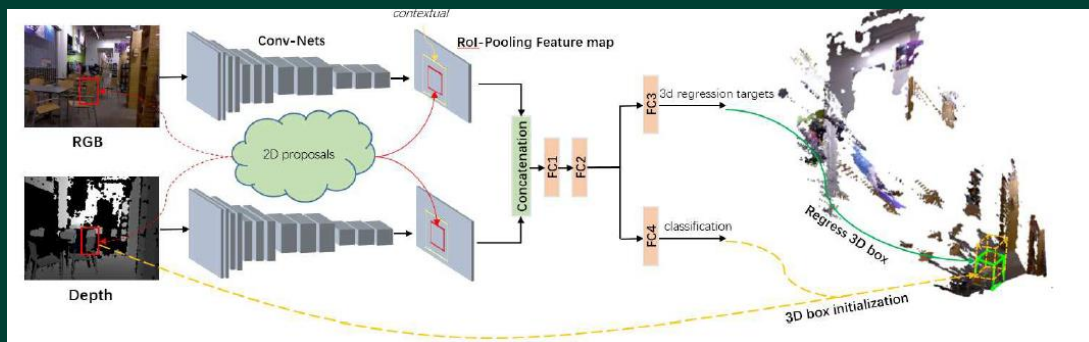 contextual
Conv-Nets
RoI-Pooling Feature map
RGB
2D proposals
Depth
Concatenation
FC1
FC2
FC3
3d regression targets
FC4
classification
Regress 3D box
3D box initialization